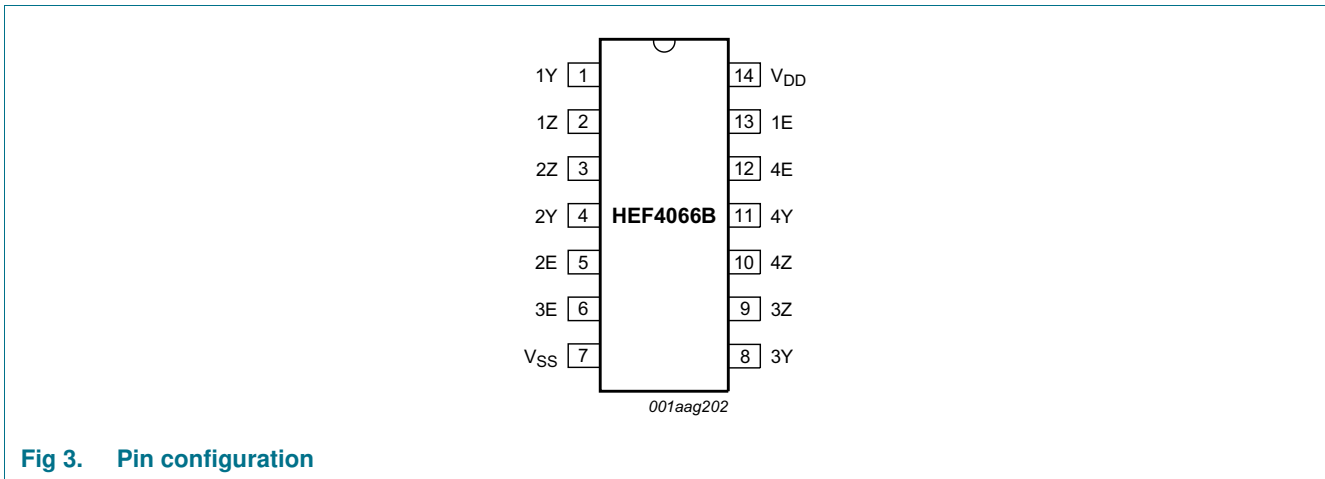 1Y 1 14 VDD
1Z 2 13 1E
2Z 3 12 4E
2Y 4 HEF4066B 11 4Y
2E 5 10 4Z
3E 6 9 3Z
VSS 7 8 3Y
001aag202
Fig 3. Pin configuration